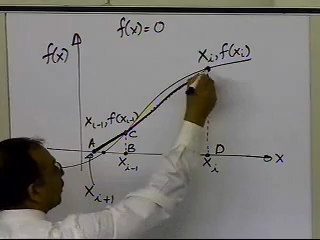 f(x)=0
f(x)
xᵢ, f(xᵢ)
xᵢ₋₁, f(xᵢ₋₁)
C
A
B
D
x
xᵢ₋₁
xᵢ
xᵢ₊₁